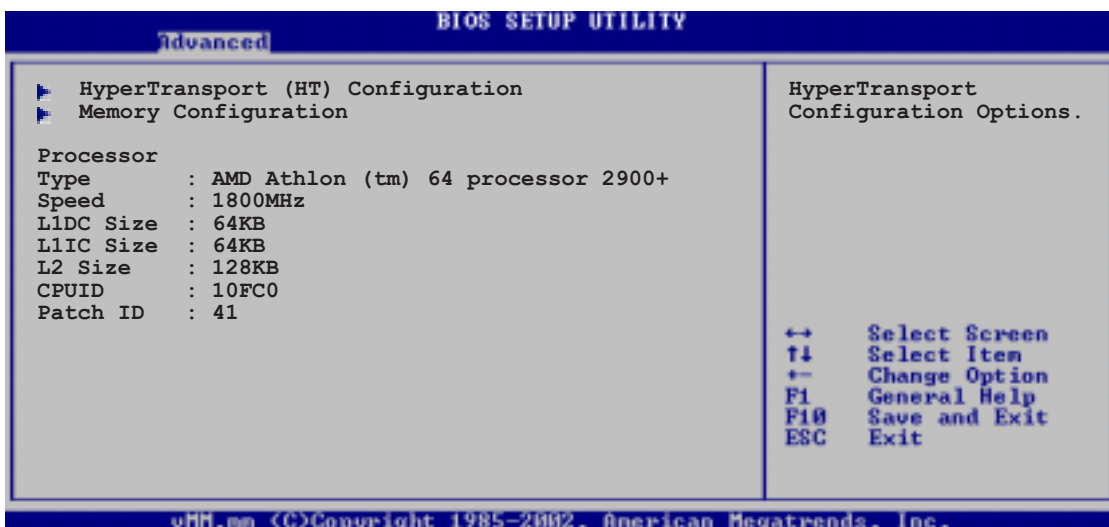 BIOS SETUP UTILITY
Advanced
HyperTransport (HT) Configuration
Memory Configuration
Processor
Type : AMD Athlon (tm) 64 processor 2900+
Speed : 1800MHz
L1DC Size : 64KB
L1IC Size : 64KB
L2 Size : 128KB
CPUID : 10FC0
Patch ID : 41
HyperTransport
Configuration Options.
↔ Select Screen
↑↓ Select Item
+- Change Option
F1 General Help
F10 Save and Exit
ESC Exit
vMM.mm (C)Copyright 1985-2002, American Megatrends, Inc.